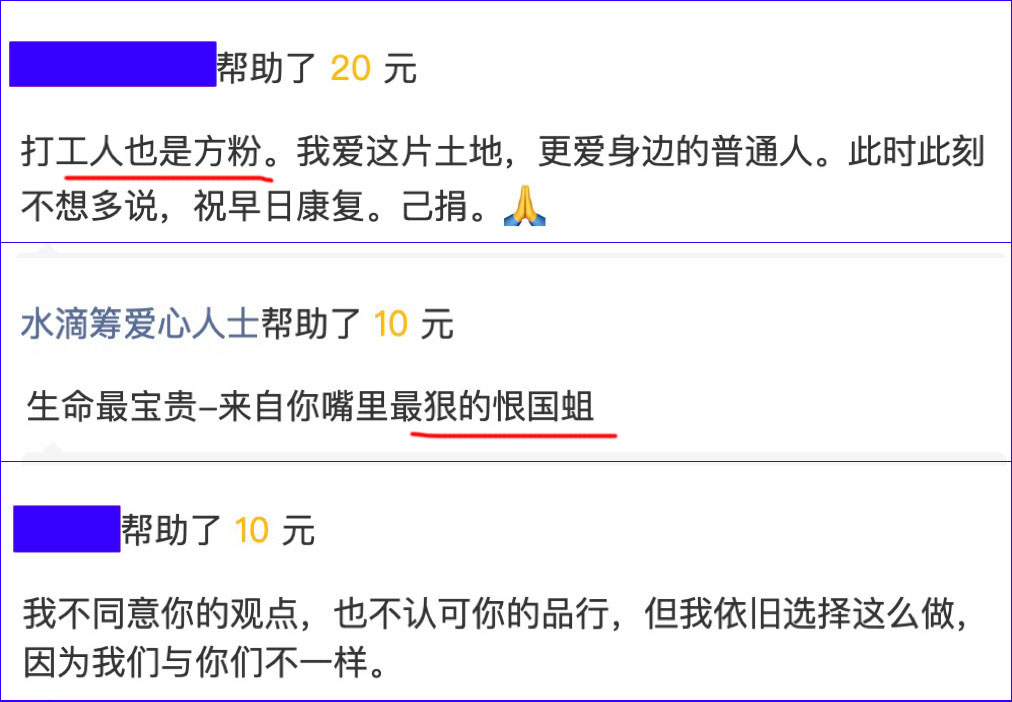 帮助了 20 元
打工人也是方粉。我爱这片土地，更爱身边的普通人。此时此刻
不想多说，祝早日康复。己捐。🙏
水滴筹爱心人士帮助了 10 元
生命最宝贵–来自你嘴里最狠的恨国蛆
帮助了 10 元
我不同意你的观点，也不认可你的品行，但我依旧选择这么做，
因为我们与你们不一样。